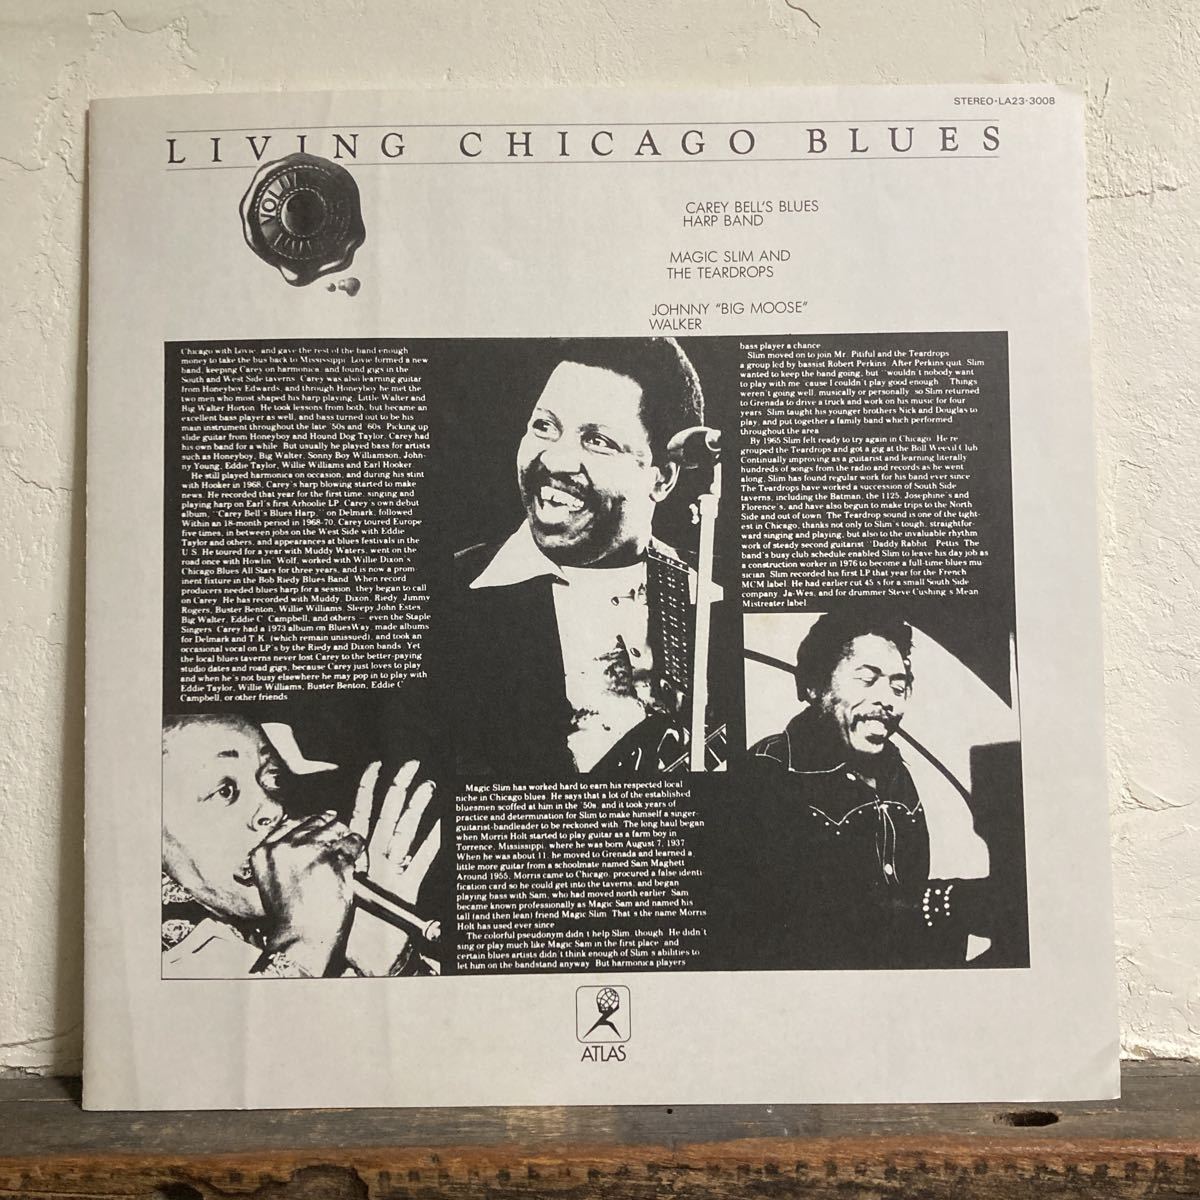 STEREO·LA23-3008
LIVING CHICAGO BLUES
VOL.IV
CAREY BELL'S BLUES
HARP BAND
MAGIC SLIM AND
THE TEARDROPS
JOHNNY "BIG MOOSE"
WALKER
Chicago with Lovie, and gave the rest of the band enough
money to take the bus back to Mississippi. Lovie formed a new
band, keeping Carey on harmonica, and found gigs in the
South and West Side taverns. Carey was also learning guitar
from Honeyboy Edwards, and through Honeyboy he met the
two men who most shaped his harp playing, Little Walter and
Big Walter Horton. He took lessons from both, but became an
excellent bass player as well, and bass turned out to be his
main instrument throughout the late '50s and '60s. Picking up
slide guitar from Honeyboy and Hound Dog Taylor, Carey had
his own band for a while. But usually he played bass for artists
such as Honeyboy, Big Walter, Sonny Boy Williamson, John-
ny Young, Eddie Taylor, Willie Williams and Earl Hooker.
He still played harmonica on occasion, and during his stint
with Hooker in 1968, Carey's harp blowing started to make
news. He recorded that year for the first time, singing and
playing harp on Earl's first Arhoolie LP. Carey's own debut
album, "Carey Bell's Blues Harp," on Delmark, followed.
Within an 18-month period in 1968-70, Carey toured Europe
five times, in between jobs on the West Side with Eddie
Taylor and others, and appearances at blues festivals in the
U.S. He toured for a year with Muddy Waters, went on the
road once with Howlin' Wolf, worked with Willie Dixon's
Chicago Blues All Stars for three years, and is now a prom-
inent fixture in the Bob Riedy Blues Band. When record
producers needed blues harp for a session, they began to call
on Carey. He has recorded with Muddy, Dixon, Riedy, Jimmy
Rogers, Buster Benton, Willie Williams, Sleepy John Estes,
Big Walter, Eddie C. Campbell, and others — even the Staple
Singers. Carey had a 1973 album on BluesWay, made albums
for Delmark and T.K. (which remain unissued), and took an
occasional vocal on LP's by the Riedy and Dixon bands. Yet
the local blues taverns never lost Carey to the better-paying
studio dates and road gigs, because Carey just loves to play
and when he's not busy elsewhere he may pop in to play with
Eddie Taylor, Willie Williams, Buster Benton, Eddie C.
Campbell, or other friends.
Magic Slim has worked hard to earn his respected local
niche in Chicago blues. He says that a lot of the established
bluesmen scoffed at him in the '50s, and it took years of
practice and determination for Slim to make himself a singer-
guitarist-bandleader to be reckoned with. The long haul began
when Morris Holt started to play guitar as a farm boy in
Torrence, Mississippi, where he was born August 7, 1937.
When he was about 11, he moved to Grenada and learned a
little more guitar from a schoolmate named Sam Maghett.
Around 1955, Morris came to Chicago, procured a false identi-
fication card so he could get into the taverns, and began
playing bass with Sam, who had moved north earlier. Sam
became known professionally as Magic Sam and named his
tall (and then lean) friend Magic Slim. That's the name Morris
Holt has used ever since.
The colorful pseudonym didn't help Slim, though. He didn't
sing or play much like Magic Sam in the first place, and
certain blues artists didn't think enough of Slim's abilities to
let him on the bandstand anyway. But harmonica players
bass player a chance.
Slim moved on to join Mr. Pitiful and the Teardrops,
a group led by bassist Robert Perkins. After Perkins quit, Slim
wanted to keep the band going, but "wouldn't nobody want
to play with me 'cause I couldn't play good enough." Things
weren't going well, musically or personally, so Slim returned
to Grenada to drive a truck and work on his music for four
years. Slim taught his younger brothers Nick and Douglas to
play, and put together a family band which performed
throughout the area.
By 1965 Slim felt ready to try again in Chicago. He re-
grouped the Teardrops and got a gig at the Boll Weevil Club.
Continually improving as a guitarist and learning literally
hundreds of songs from the radio and records as he went
along, Slim has found regular work for his band ever since.
The Teardrops have worked a succession of South Side
taverns, including the Batman, the 1125, Josephine's and
Florence's, and have also begun to make trips to the North
Side and out of town. The Teardrop sound is one of the tight-
est in Chicago, thanks not only to Slim's tough, straightfor-
ward singing and playing, but also to the invaluable rhythm
work of steady second guitarist "Daddy Rabbit" Pettis. The
band's busy club schedule enabled Slim to leave his day job as
a construction worker in 1976 to become a full-time blues mu-
sician. Slim recorded his first LP that year for the French
MCM label. He had earlier cut 45's for a small South Side
company, Ja-Wes, and for drummer Steve Cushing's Mean
Mistreater label.
ATLAS